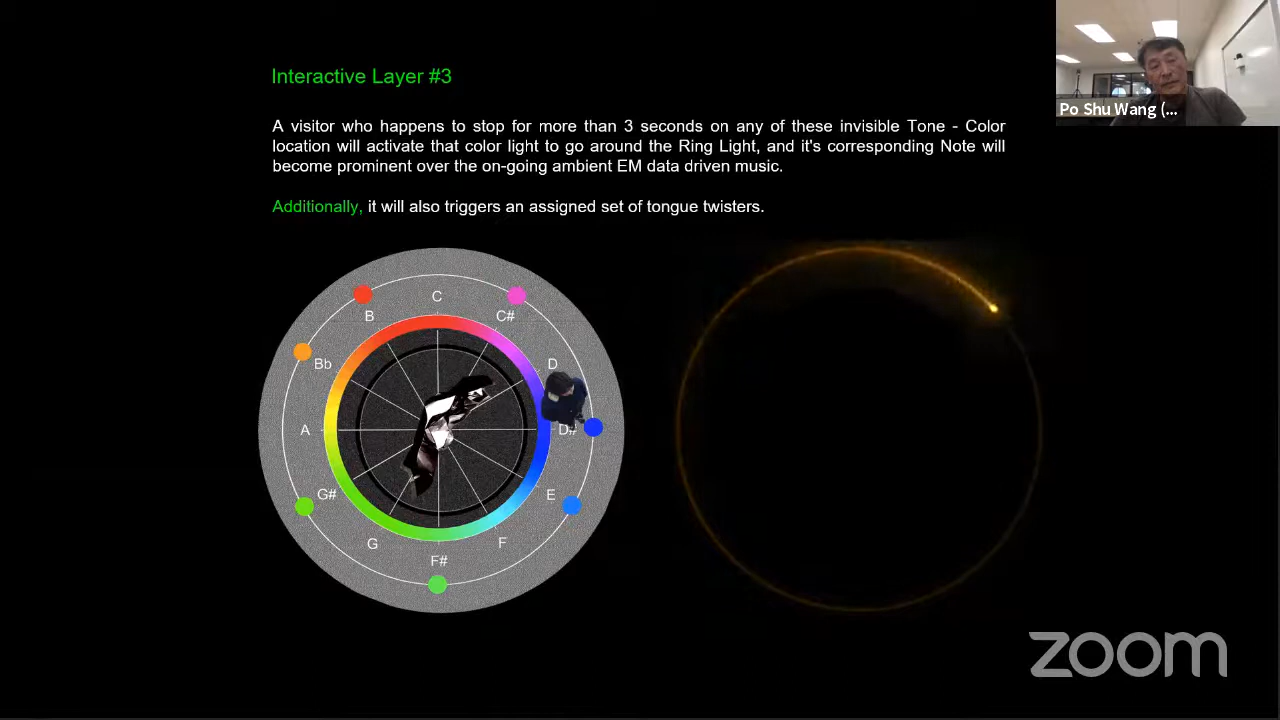 Interactive Layer #3
A visitor who happens to stop for more than 3 seconds on any of these invisible Tone - Color
location will activate that color light to go around the Ring Light, and it's corresponding Note will
become prominent over the on-going ambient EM data driven music.
Additionally, it will also triggers an assigned set of tongue twisters.
Po Shu Wang (...
C
B
C#
Bb
D
A
D#
G#
E
G
F
F#
zoom